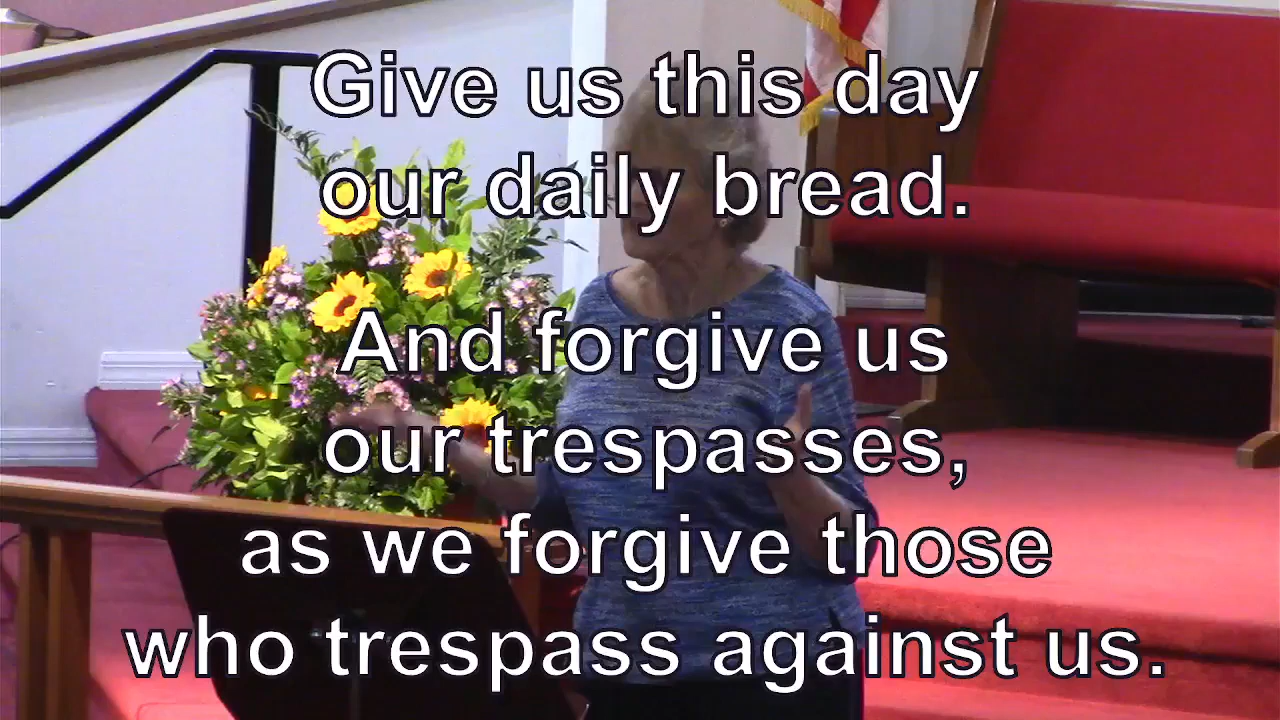 Give us this day
our daily bread.
And forgive us
our trespasses,
as we forgive those
who trespass against us.